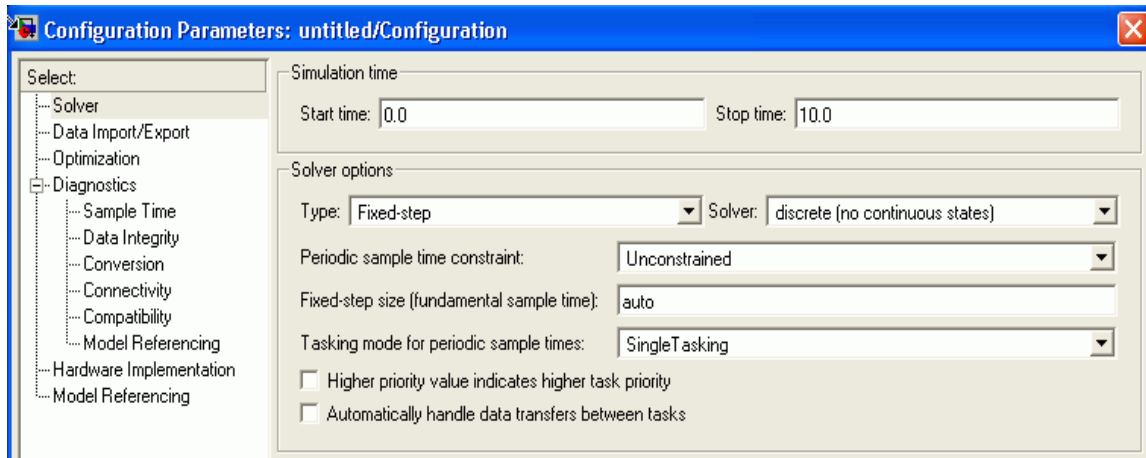 Configuration Parameters: untitled/Configuration
Select:
Solver
Data Import/Export
Optimization
Diagnostics
Sample Time
Data Integrity
Conversion
Connectivity
Compatibility
Model Referencing
Hardware Implementation
Model Referencing
Simulation time
Start time: 0.0 Stop time: 10.0
Solver options
Type: Fixed-step Solver: discrete (no continuous states)
Periodic sample time constraint: Unconstrained
Fixed-step size (fundamental sample time): auto
Tasking mode for periodic sample times: SingleTasking
Higher priority value indicates higher task priority
Automatically handle data transfers between tasks